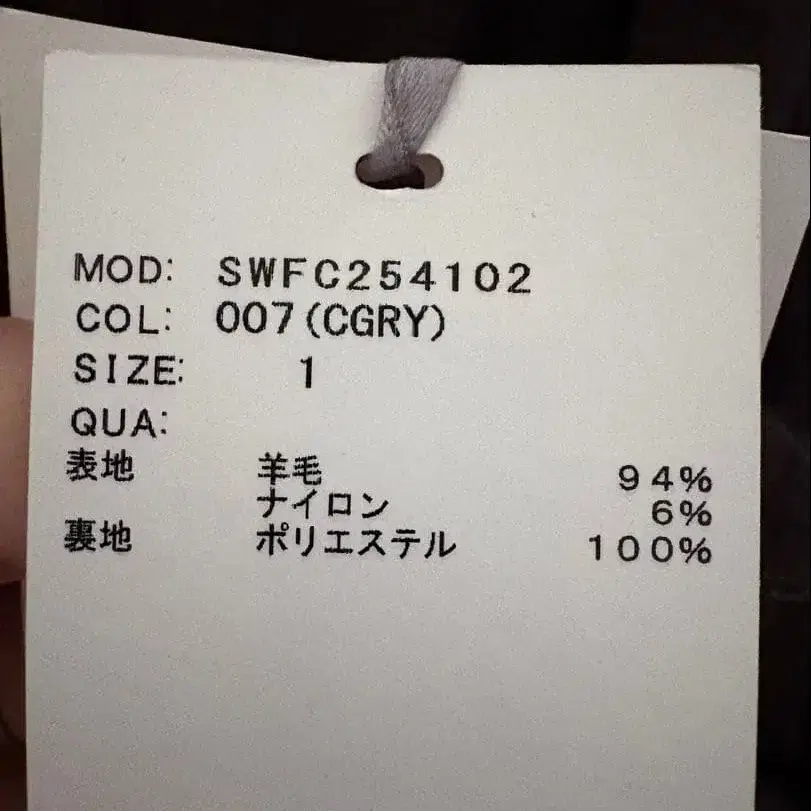 MOD: SWFC254102
COL: 007(CGRY)
SIZE: 1
QUA:
表地 羊毛 94%
ナイロン 6%
裏地 ポリエステル 100%